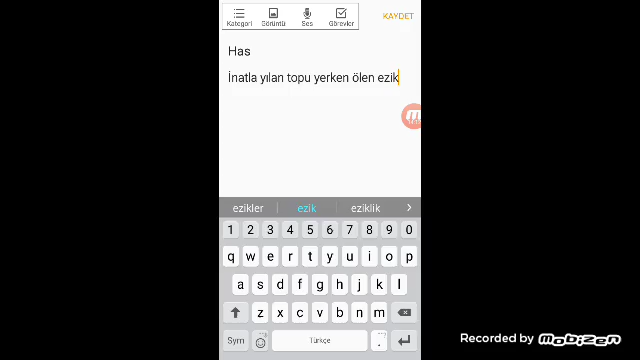 Kategori Görüntü Ses Görevler KAYDET
Has
İnatla yılan topu yerken ölen ezik
ezikler ezik eziklik >
1 2 3 4 5 6 7 8 9 0
q w e r t y u i o p
a s d f g h j k l
z x c v b n m
Sym Türkçe .
Recorded by MOBIZEN